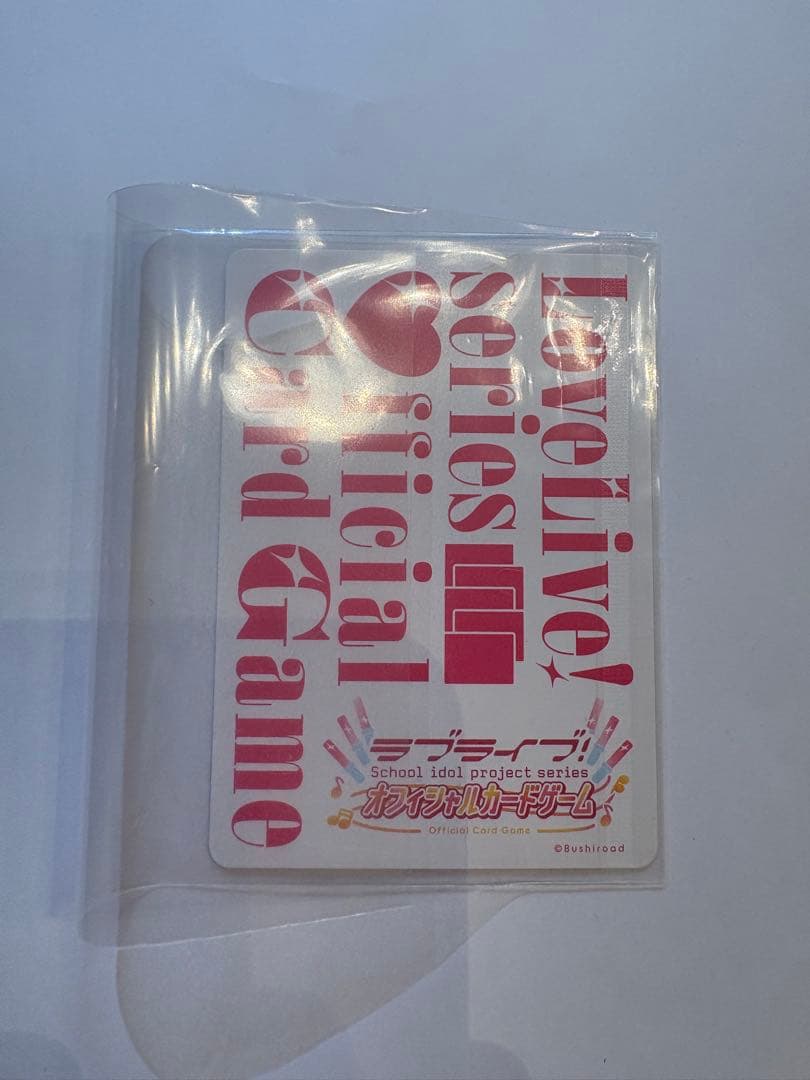 LoveLive!
series
Official
Card Game
ラブライブ!
School idol project series
オフィシャルカードゲーム
Official Card Game
©Bushiroad